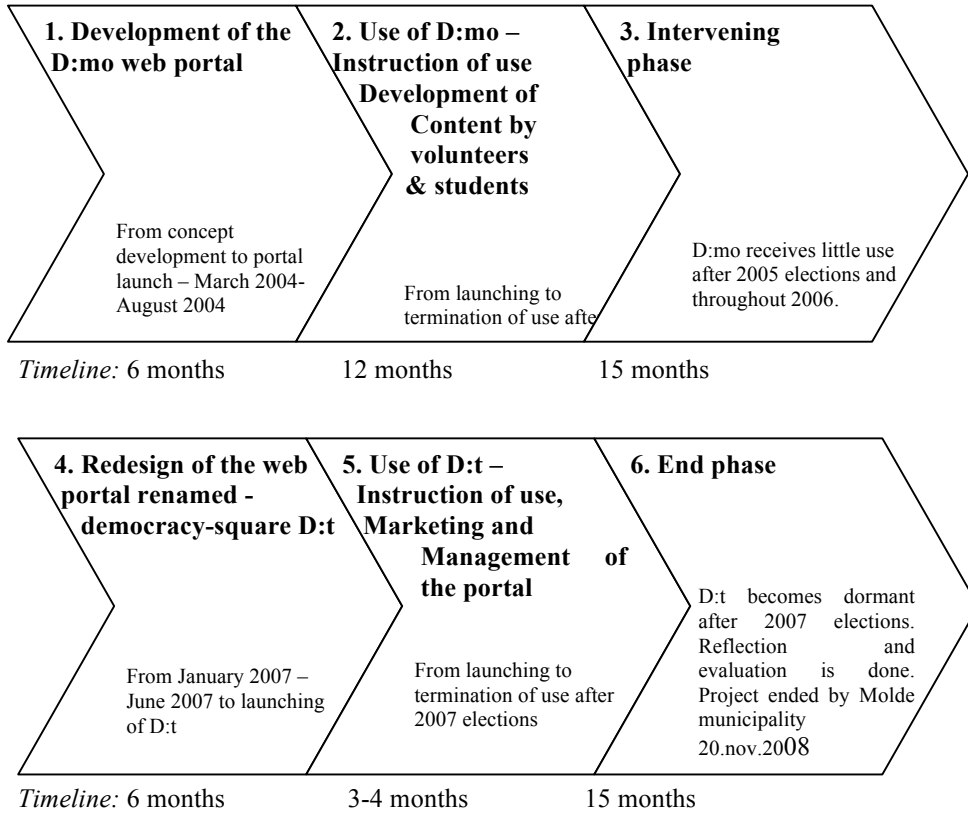 1. Development of the
D:mo web portal
From concept
development to portal
launch – March 2004-
August 2004
2. Use of D:mo –
Instruction of use
Development of
Content by
volunteers
& students
From launching to
termination of use afte
3. Intervening
phase
D:mo receives little use
after 2005 elections and
throughout 2006.
Timeline: 6 months 12 months 15 months
4. Redesign of the web
portal renamed -
democracy-square D:t
From January 2007 –
June 2007 to launching
of D:t
5. Use of D:t –
Instruction of use,
Marketing and
Management of
the portal
From launching to
termination of use after
2007 elections
6. End phase
D:t becomes dormant
after 2007 elections.
Reflection and
evaluation is done.
Project ended by Molde
municipality
20.nov.2008
Timeline: 6 months 3-4 months 15 months